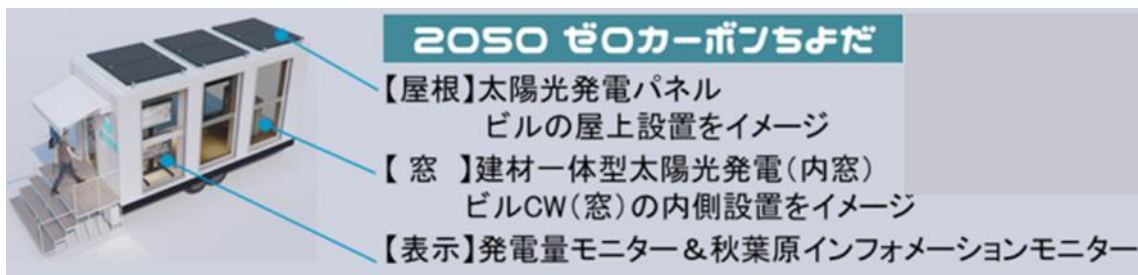 2050 ゼロカーボンちよだ
【屋根】太陽光発電パネル
ビルの屋上設置をイメージ
【 窓 】建材一体型太陽光発電（内窓）
ビルCW（窓）の内側設置をイメージ
【表示】発電量モニター＆秋葉原インフォメーションモニター